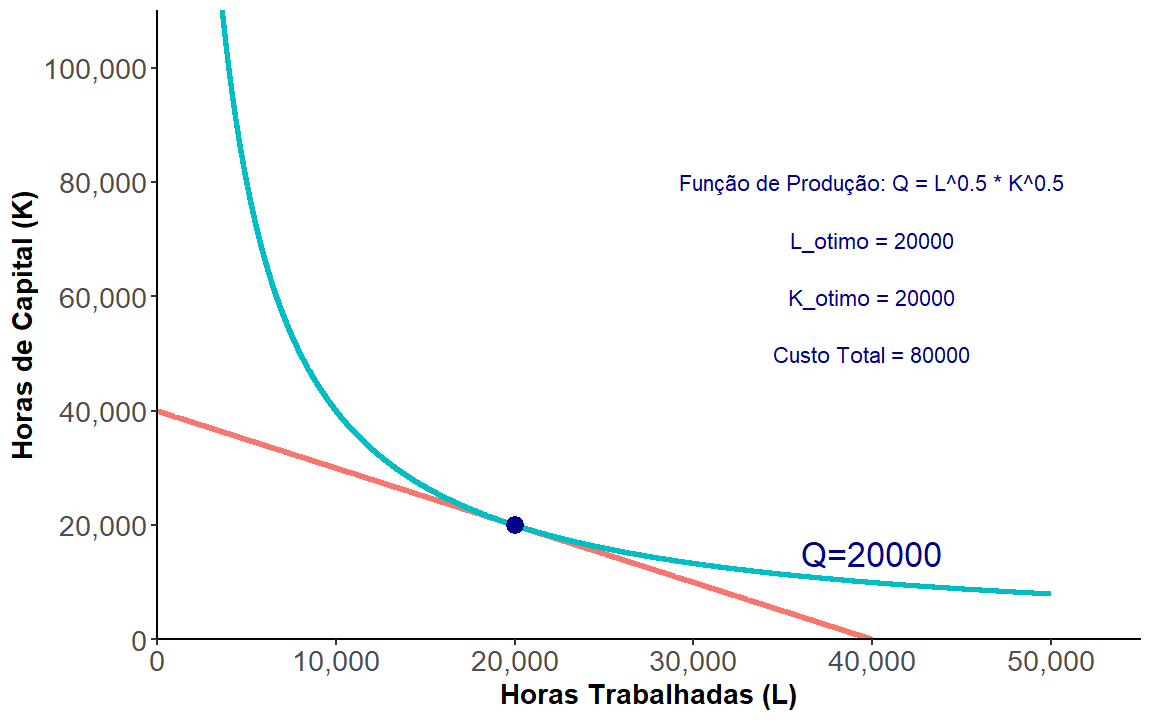 Horas de Capital (K)
100,000
80,000
60,000
40,000
20,000
0
Função de Produção: Q = L^0.5 * K^0.5
L_otimo = 20000
K_otimo = 20000
Custo Total = 80000
Q=20000
0
10,000
20,000
30,000
40,000
50,000
Horas Trabalhadas (L)